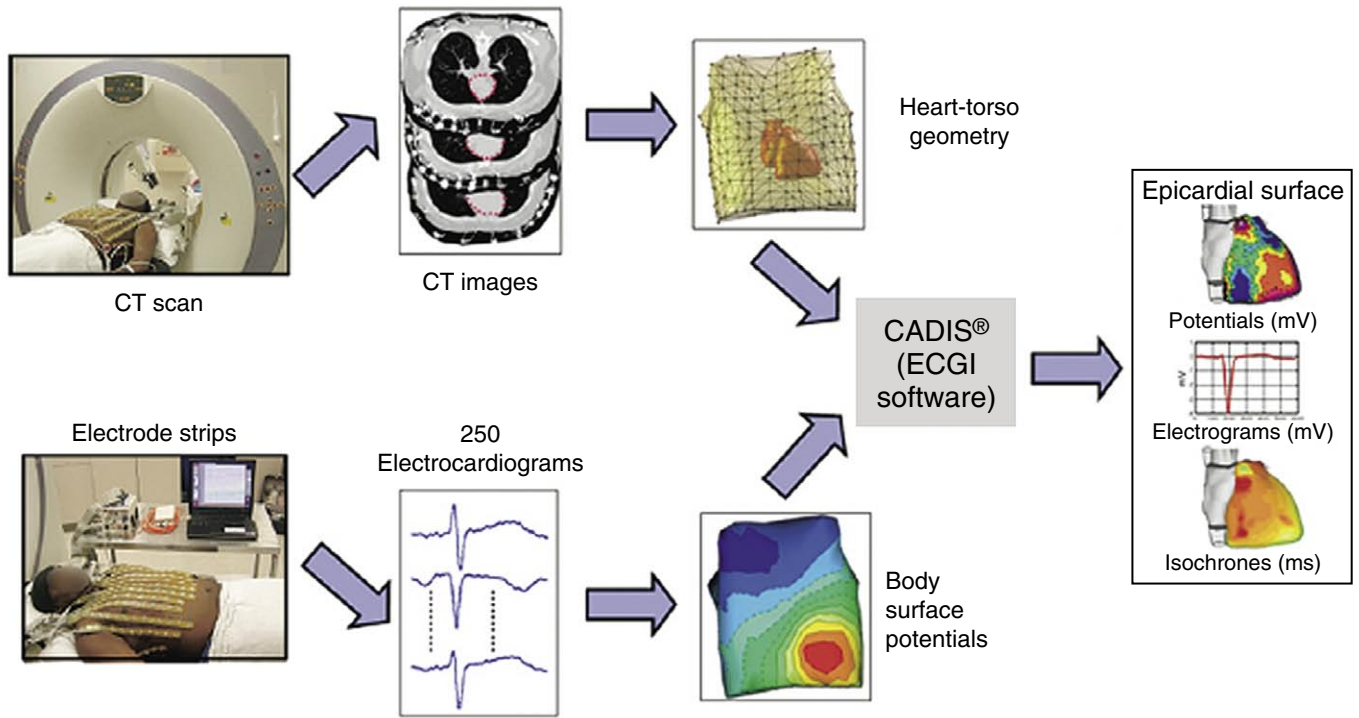 CT scan
CT images
Heart-torso
geometry
Electrode strips
250
Electrocardiograms
Body
surface
potentials
CADIS®
(ECGI
software)
Epicardial surface
Potentials (mV)
mV
Electrograms (mV)
Isochrones (ms)